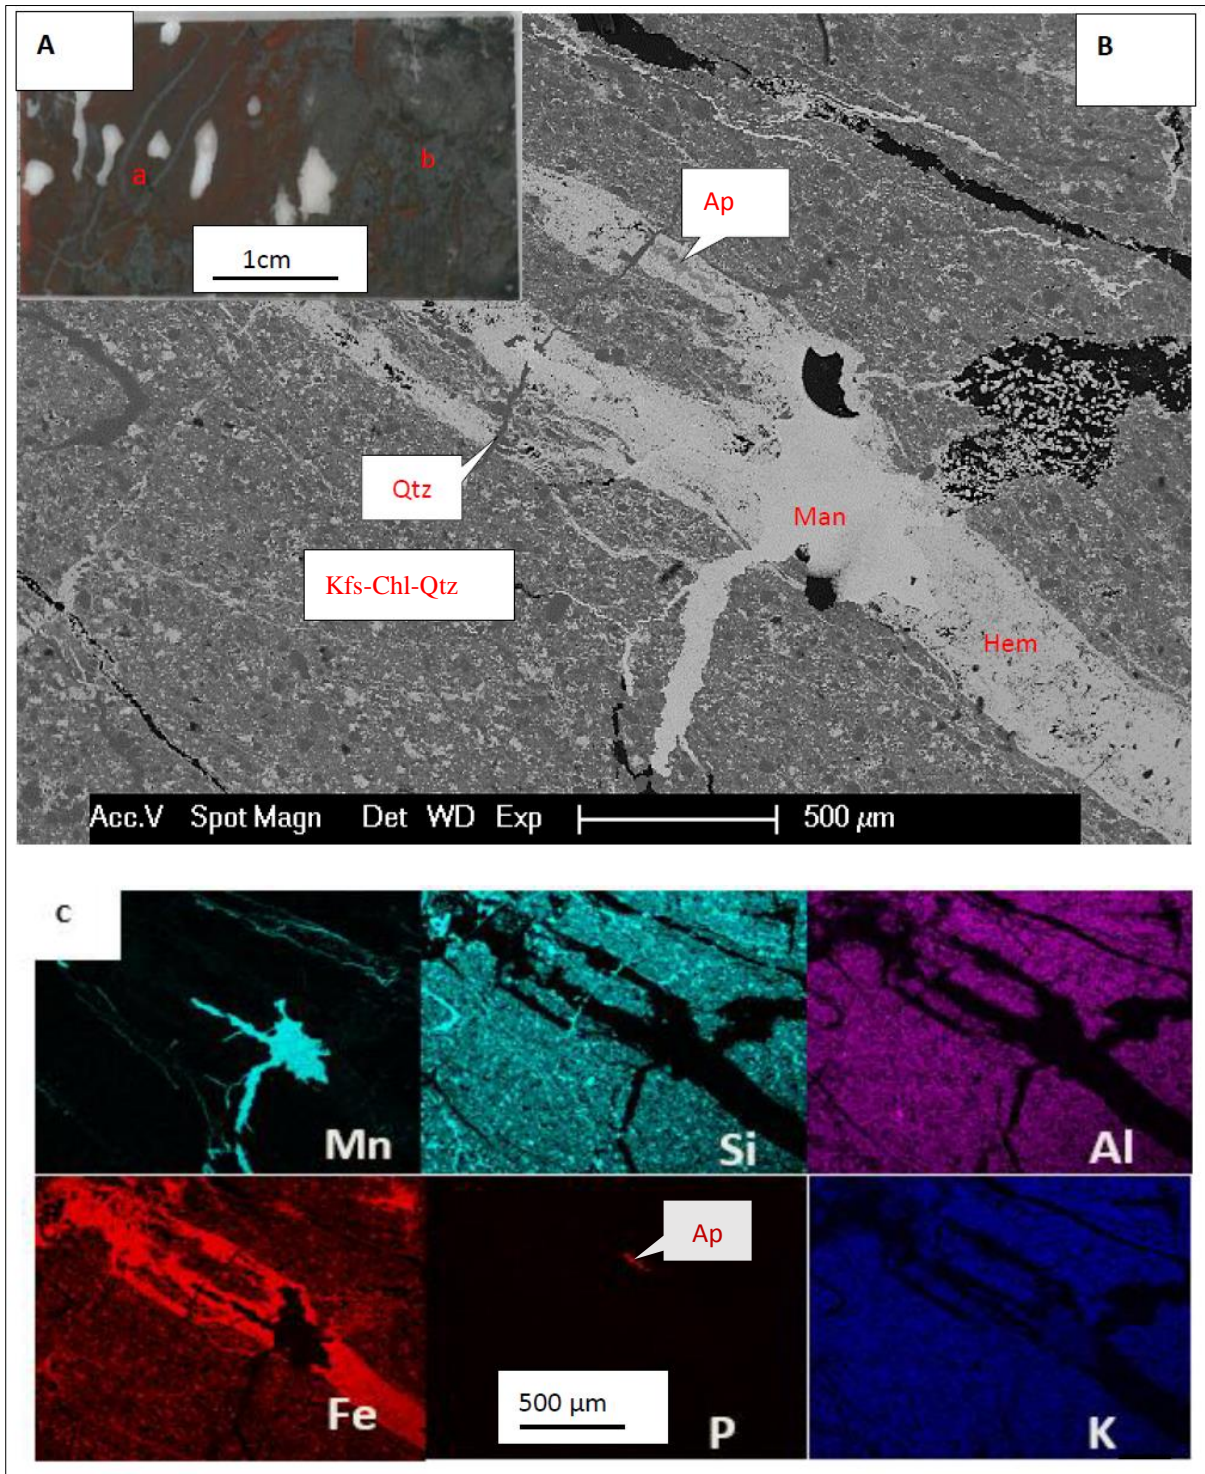 A
B
a
b
1cm
Ap
Qtz
Man
Kfs-Chl-Qtz
Hem
Acc.V Spot Magn Det WD Exp 500 µm
C
Mn
Si
Al
Ap
Fe
500 µm
P
K